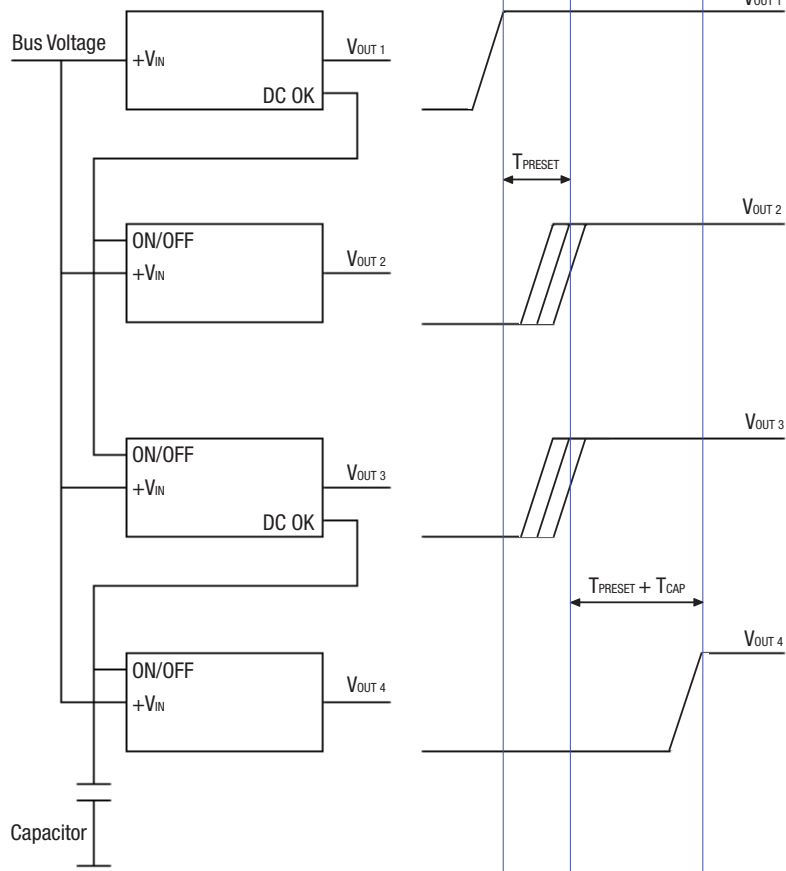 VOUT 1
Bus Voltage
+VIN
VOUT 1
DC OK
TPRESET
VOUT 2
ON/OFF
+VIN
VOUT 2
VOUT 3
ON/OFF
+VIN
VOUT 3
DC OK
TPRESET + TCAP
VOUT 4
ON/OFF
+VIN
VOUT 4
Capacitor